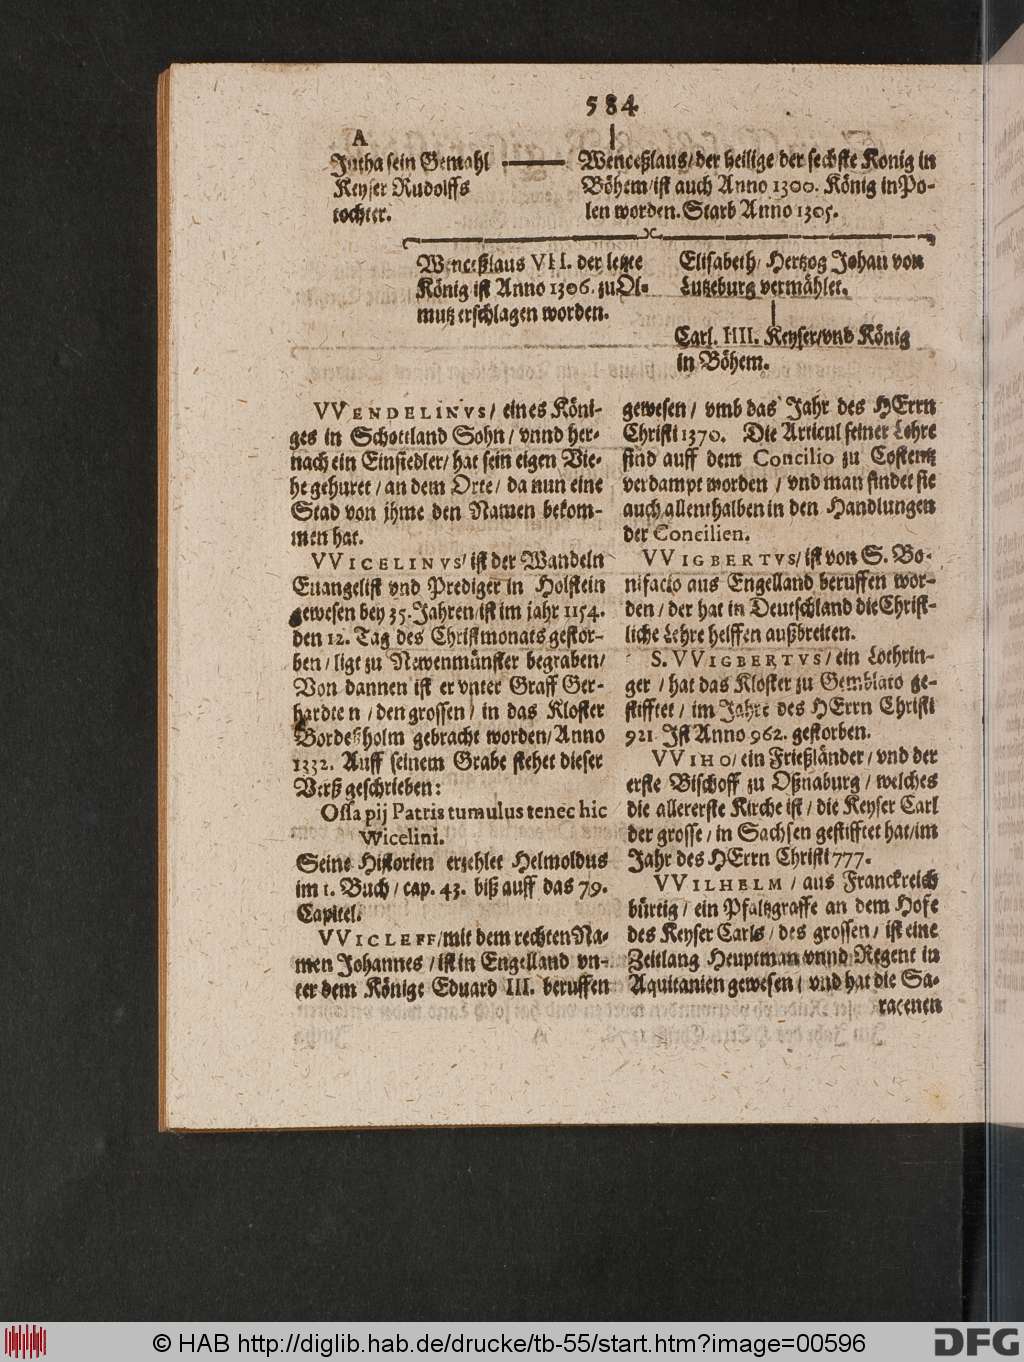 584
A
Jutha sein Gemahl
Keyser Rudolffs
tochter.
Wenceßlaus/ der heilige der sechste Konig in
Böhem/ ist auch Anno 1300. König in Po-
len worden. Starb Anno 1305.
Wenceßlaus VII. der letzte
König ist Anno 1306. zu Ol-
mutz erschlagen worden.
Elisabeth/ Hertzog Johan von
Lutzeburg vermählet.
Carl. IIII. Keyser/vnd König
in Böhem.
VVENDELINVS/ eines Köni-
ges in Schottland Sohn / vnnd her-
nach ein Einsiedler/ hat sein eigen Vie-
he gehuret / an dem Orte / da nun eine
Stad von jhme den Namen bekom-
men hat.
VVICELINVS/ ist der Wandeln
Euangelist vnd Prediger in Holstein
gewesen bey 35. Jahren/ist im jahr 1154.
den 12. Tag des Christmonats gestor-
ben / ligt zu Newenmünster begraben/
Von dannen ist er vnter Graff Ger-
hardten / den grossen / in das Kloster
Bordeßholm gebracht worden/ Anno
1332. Auff seinem Grabe stehet dieser
Verß geschrieben:
Ossa pij Patris tumulus tenec hic
Wicelini.
Seine Historien erzehlet Helmoldus
im 1. Buch / cap. 43. biß auff das 79.
Capitel.
VVICLEFF/mit dem rechten Na-
men Johannes / ist in Engelland vn-
ter dem Könige Eduard III. beruffen
gewesen / vmb das Jahr des HErrn
Christi 1370. Die Articul seiner Lehre
sind auff dem Concilio zu Costentz
verdampt worden / vnd man findet sie
auch allenthalben in den Handlungen
der Concilien.
VVIGBERTVS/ ist von S. Bo-
nifacio aus Engelland beruffen wor-
den / der hat in Deutschland die Christ-
liche Lehre helffen außbreiten.
S. VVIGBERTVS/ ein Lothrin-
ger / hat das Kloster zu Gemblato ge-
stifftet / im Jahre des HErrn Christi
921 Ist Anno 962. gestorben.
VVIHO/ ein Frießländer / vnd der
erste Bischoff zu Oßnaburg / welches
die allererste Kirche ist / die Keyser Carl
der grosse / in Sachsen gestifftet hat/im
Jahr des HErrn Christi 777.
VVILHELM / aus Franckreich
bürtig / ein Pfaltzgraffe an dem Hofe
des Keyser Carls / des grossen / ist eine
Zeitlang Heuptman vnnd Regent in
Aquitanien gewesen / vnd hat die Sa-
racenen
© HAB http://diglib.hab.de/drucke/tb-55/start.htm?image=00596
DFG